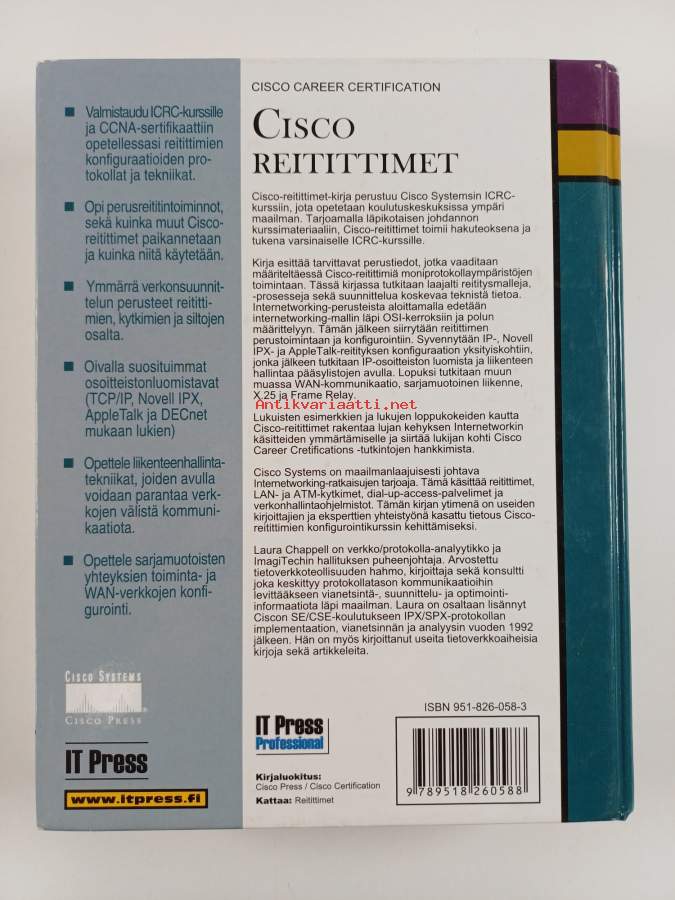 ■ Valmistaudu ICRC-kurssille
ja CCNA-sertifikaattiin
opetellessasi reitittimien
konfiguraatioiden pro-
tokollat ja tekniikat.
■ Opi perusreititintoiminnot,
sekä kuinka muut Cisco-
reitittimet paikannetaan
ja kuinka niitä käytetään.
■ Ymmärrä verkonsuunnit-
telun perusteet reititti-
mien, kytkimien ja siltojen
osalta.
■ Oivalla suosituimmat
osoitteistonluomistavat
(TCP/IP, Novell IPX,
AppleTalk ja DECnet
mukaan lukien)
■ Opettele liikenteenhallinta-
tekniikat, joiden avulla
voidaan parantaa verk-
kojen välistä kommuni-
kaatiota.
■ Opettele sarjamuotoisten
yhteyksien toiminta- ja
WAN-verkkojen konfi-
gurointi.
CISCO SYSTEMS
CISCO PRESS
IT Press
www.itpress.fi
CISCO CAREER CERTIFICATION
CISCO
REITITTIMET
Cisco-reitittimet-kirja perustuu Cisco Systemsin ICRC-
kurssiin, jota opetetaan koulutuskeskuksissa ympäri
maailman. Tarjoamalla läpikotaisen johdannon
kurssimateriaaliin, Cisco-reitittimet toimii hakuteoksena ja
tukena varsinaiselle ICRC-kurssille.
Kirja esittää tarvittavat perustiedot, jotka vaaditaan
määriteltäessä Cisco-reitittimiä moniprotokollaympäristöjen
toimintaan. Tässä kirjassa tutkitaan laajalti reititysmalleja,
-prosesseja sekä suunnittelua koskevaa teknistä tietoa.
Internetworking-perusteista aloittamalla edetään
internetworking-mallin läpi OSI-kerroksiin ja polun
määrittelyyn. Tämän jälkeen siirrytään reitittimen
perustamintaan ja konfigurointiin. Syvennytään IP-, Novell
IPX- ja AppleTalk-reitityksen konfiguraation yksityiskohtiin,
jonka jälkeen tutkitaan IP-osoitteiston luomista ja liikenteen
hallintaa pääsylistojen avulla. Lopuksi tutkitaan muun
muassa WAN-kommunikaatio, sarjamuotoinen liikenne,
X.25 ja Frame Relay.
Antikvariaatti.net
Lukuisten esimerkkien ja lukujen loppukokeiden kautta
Cisco-reitittimet rakentaa lujan kehyksen Internetworkin
käsitteiden ymmärtämiselle ja siirtää lukijan kohti Cisco
Career Cretifications -tutkintojen hankkimista.
Cisco Systems on maailmanlaajuisesti johtava
Internetworking-ratkaisujen tarjoaja. Tämä käsittää reitittimet,
LAN- ja ATM-kytkimet, dial-up-access-palvelimet ja
verkonhallintaohjelmistot. Tämän kirjan ytimenä on useiden
kirjoittajien ja eksperttien yhteistyönä kasattu tietous Cisco-
reitittimien konfigurointikurssin kehittämiseksi.
Laura Chappell on verkko/protokolla-analyytikko ja
ImagiTechin hallituksen puheenjohtaja. Arvostettu
tietoverkkoteollisuuden hahmo, kirjoittaja sekä konsultti
joka keskittyy protokollatason kommunikaatioihin
levittääkseen vianetsintä-, suunnittelu- ja optimointi-
informaatiota läpi maailman. Laura on osaltaan lisännyt
Ciscon SE/CSE-koulutukseen IPX/SPX-protokollan
implementaation, vianetsinnän ja analyysin vuoden 1992
jälkeen. Hän on myös kirjoittanut useita tietoverkkoaiheisia
kirjoja sekä artikkeleita.
IT Press
Professional
Kirjaluokitus:
Cisco Press / Cisco Certification
Kattaa: Reitittimet
ISBN 951-826-058-3
9 789518 260588